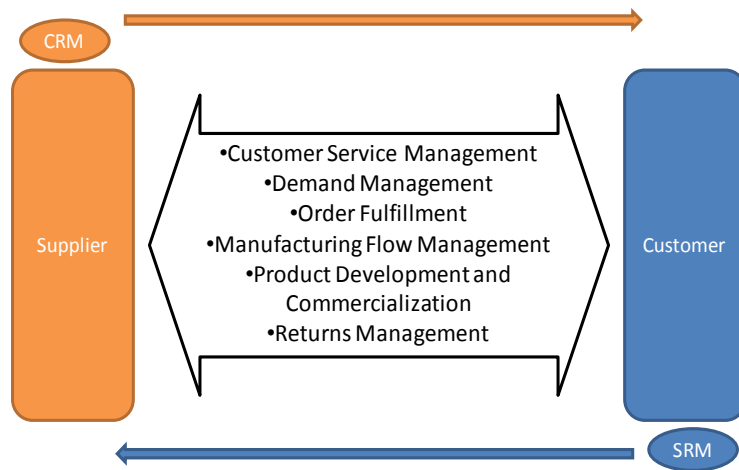 CRM
•Customer Service Management
•Demand Management
•Order Fulfillment
Supplier
•Manufacturing Flow Management
Customer
•Product Development and
Commercialization
•Returns Management
SRM